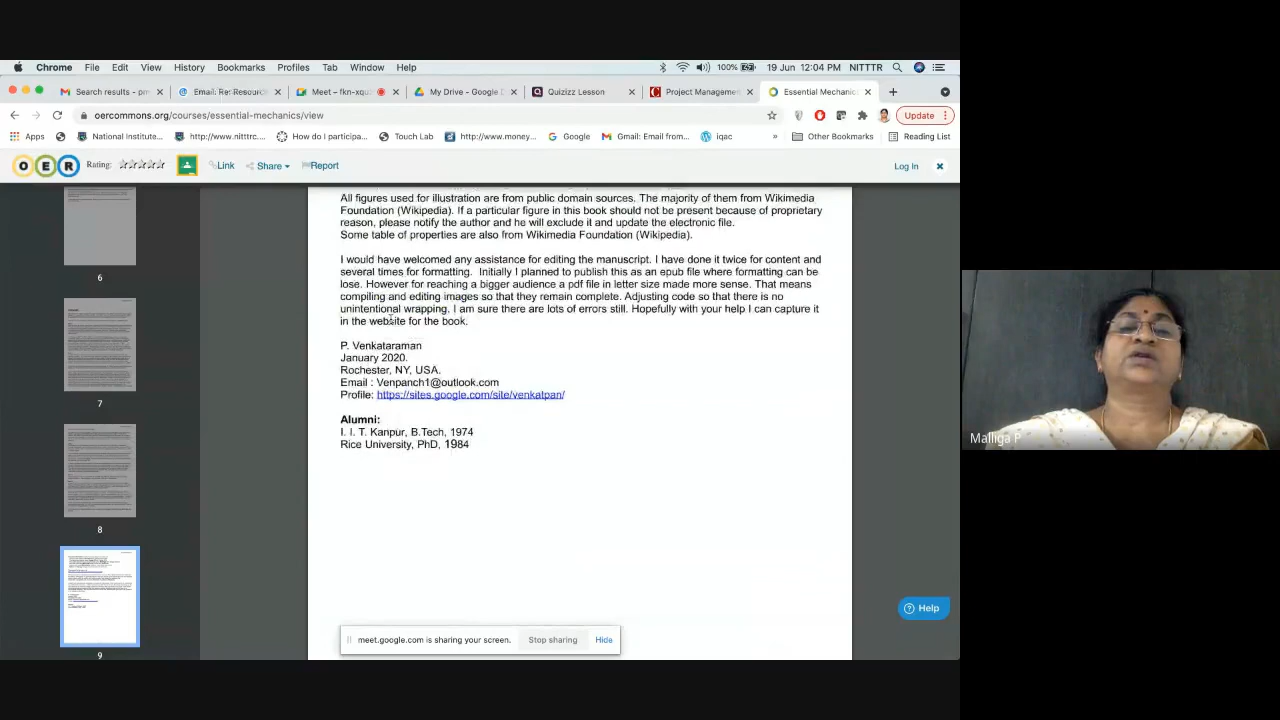 Chrome File Edit View History Bookmarks Profiles Tab Window Help 100% 19 Jun 12:04 PM NITTTR
Search results - pm Email: Re: Resource Meet – fkn-xqu My Drive - Google D Quizizz Lesson Project Managemen Essential Mechanic
oercommons.org/courses/essential-mechanics/view Update
Apps National Institute... http://www.nitttrc... How do i participa... Touch Lab http://www.money... Google Gmail: Email from... iqac » Other Bookmarks Reading List
OER Rating: Link Share Report Log In
All figures used for illustration are from public domain sources. The majority of them from Wikimedia
Foundation (Wikipedia). If a particular figure in this book should not be present because of proprietary
reason, please notify the author and he will exclude it and update the electronic file.
Some table of properties are also from Wikimedia Foundation (Wikipedia).
I would have welcomed any assistance for editing the manuscript. I have done it twice for content and
several times for formatting. Initially I planned to publish this as an epub file where formatting can be
lose. However for reaching a bigger audience a pdf file in letter size made more sense. That means
compiling and editing images so that they remain complete. Adjusting code so that there is no
unintentional wrapping. I am sure there are lots of errors still. Hopefully with your help I can capture it
in the website for the book.
P. Venkataraman
January 2020.
Rochester, NY, USA.
Email : Venpanch1@outlook.com
Profile: https://sites.google.com/site/venkatpan/
Alumni:
I. I. T. Kanpur, B.Tech, 1974
Rice University, PhD, 1984
6
7
8
9
Help
meet.google.com is sharing your screen. Stop sharing Hide
Malliga P